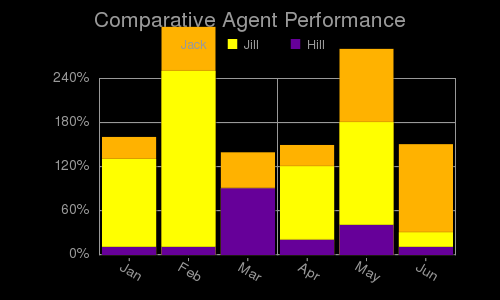 Comparative Agent Performance
Jack Jill Hill
240%
180%
120%
60%
0%
Jan Feb Mar Apr May Jun